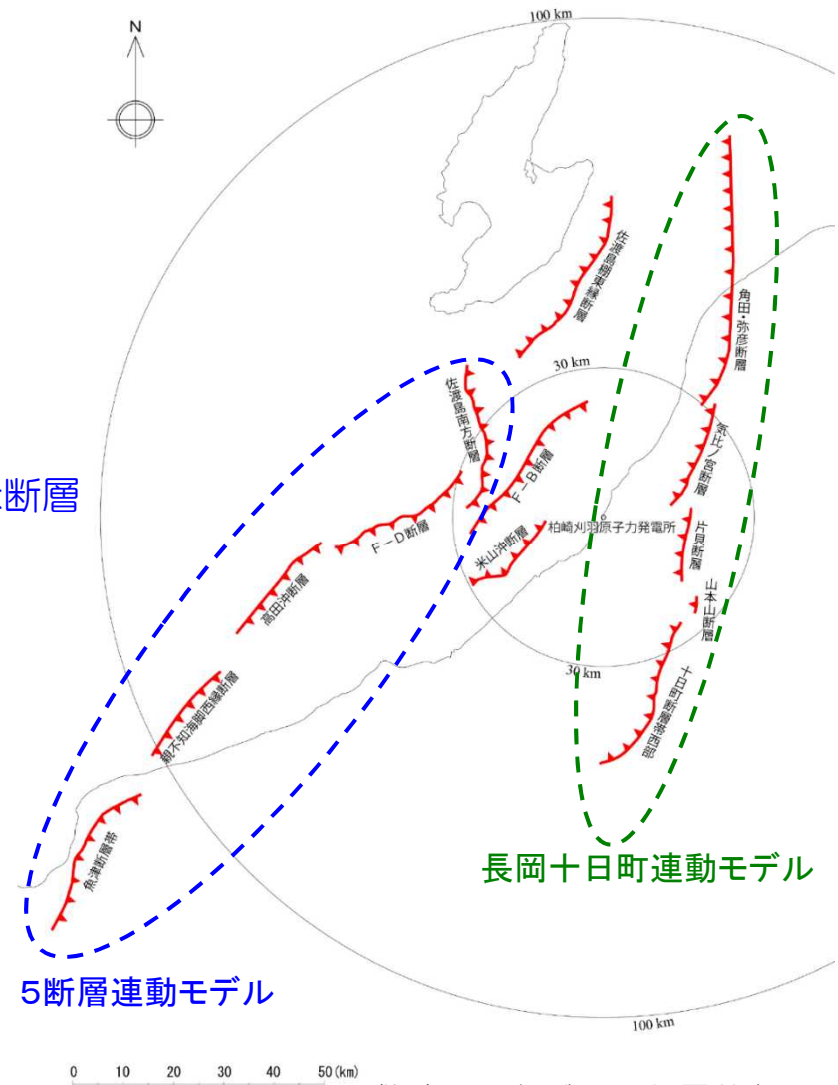 100 km
N
佐渡島棚東縁断層
角田・弥彦断層
30 km
佐渡島南方断層
F－B断層
気比ノ宮断層
断層
F－D断層
柏崎刈羽原子力発電所
片貝断層
米山沖断層
高田沖断層
山本山断層
30 km
十日町断層帯西部
親不知海脚西縁断層
魚津断層帯
長岡十日町連動モデル
5断層連動モデル
100 km
0 10 20 30 40 50(km)